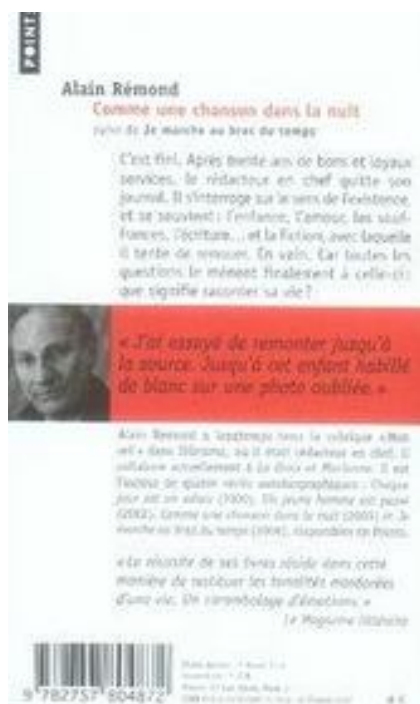 POINTS
Alain Rémond
Comme une chanson dans la nuit
suivi de Je marche au bras du temps
C'est fini. Après trente ans de bons et loyaux
services, le rédacteur en chef quitte son
journal. Il s'interroge sur le sens de l'existence,
et se souvient : l'enfance, l'amour, les souf-
frances, l'écriture... et la fiction, avec laquelle
il tente de renouer. En vain. Car toutes les
questions le mènent finalement à celle-ci:
que signifie raconter sa vie ?
« J'ai essayé de remonter jusqu'à
la source. Jusqu'à cet enfant habillé
de blanc sur une photo oubliée. »
Alain Rémond a longtemps tenu la rubrique « Mon
œil » dans Télérama, où il était rédacteur en chef. Il
collabore actuellement à La Croix et Marianne. Il est
l'auteur de quatre récits autobiographiques : Chaque
jour est un adieu (2000), Un jeune homme est passé
(2002), Comme une chanson dans la nuit (2003) et Je
marche au bras du temps (2004), disponibles en Points.
« La réussite de ses livres réside dans cette
manière de restituer les tonalités mordorées
d'une vie. Un carambolage d'émotions. »
Le Magazine littéraire
9 782757 804872